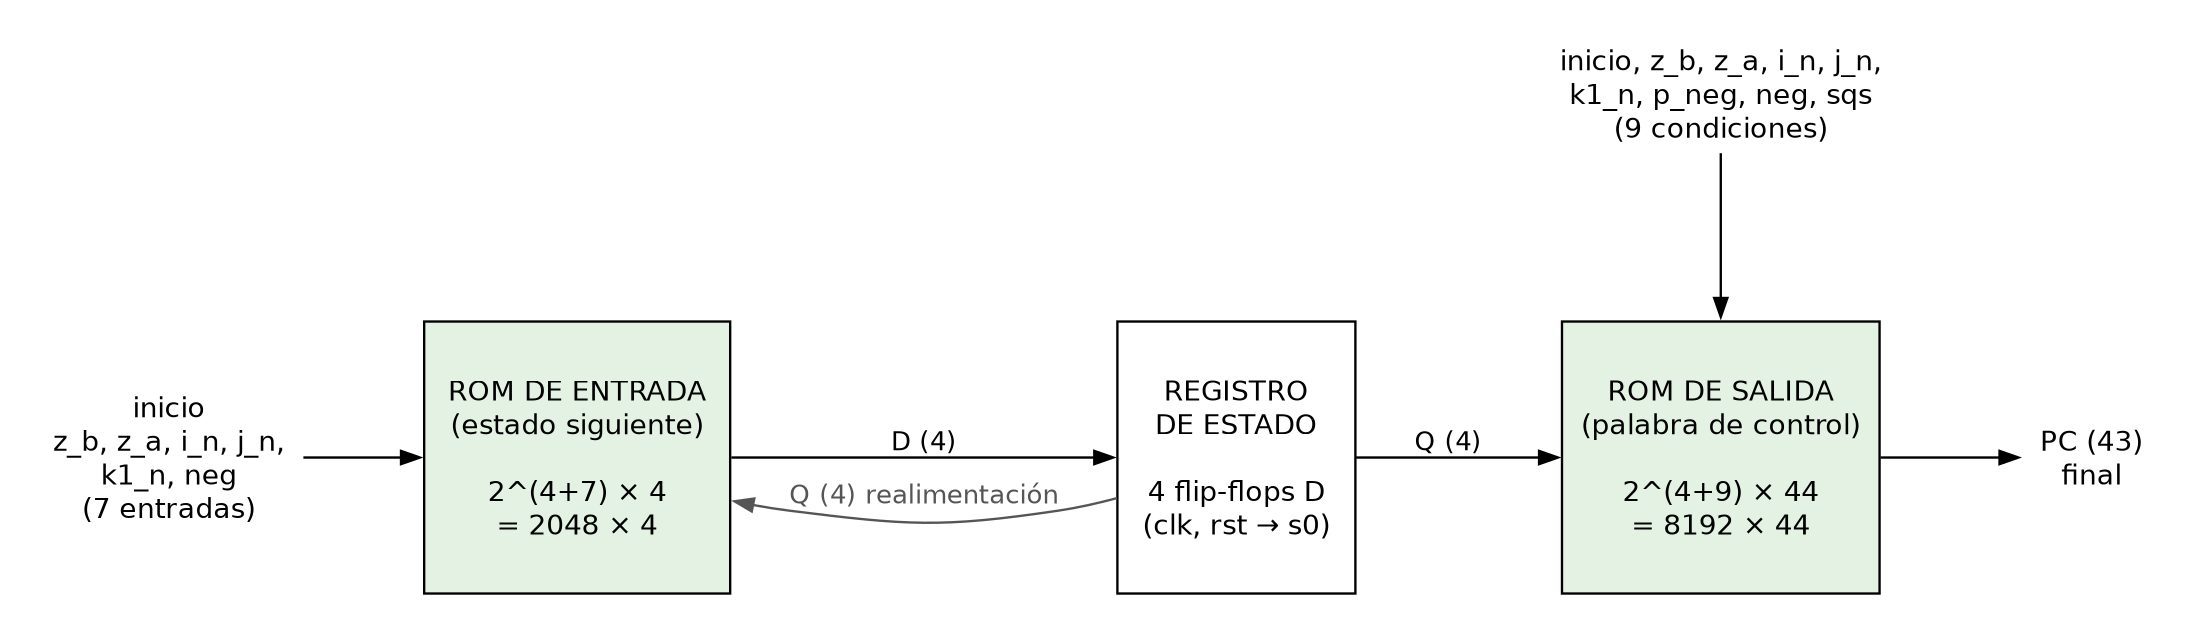 inicio, z_b, z_a, i_n, j_n,
k1_n, p_neg, neg, sqs
(9 condiciones)
inicio
z_b, z_a, i_n, j_n,
k1_n, neg
(7 entradas)
ROM DE ENTRADA
(estado siguiente)
2^(4+7) × 4
= 2048 × 4
D (4)
Q (4) realimentación
REGISTRO
DE ESTADO
4 flip-flops D
(clk, rst → s0)
Q (4)
ROM DE SALIDA
(palabra de control)
2^(4+9) × 44
= 8192 × 44
PC (43)
final